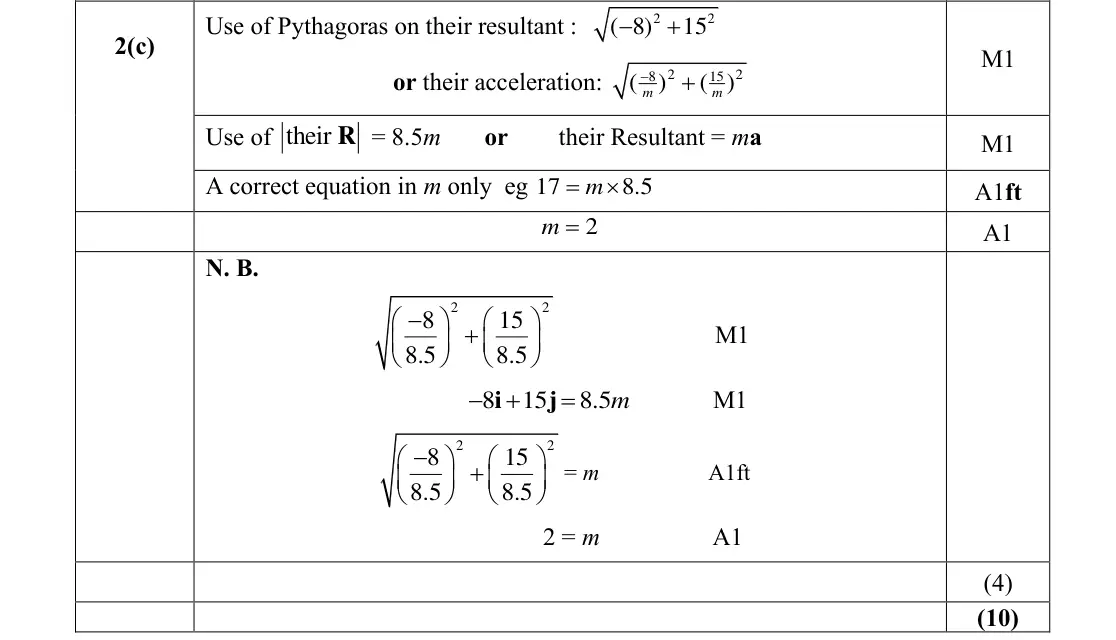 2(c)
Use of Pythagoras on their resultant : √((−8)² + 15²)
M1
or their acceleration: √((−8/m)² + (15/m)²)
Use of |their R| = 8.5m or their Resultant = ma
M1
A correct equation in m only eg 17 = m × 8.5
A1ft
m = 2
A1
N. B.
√((−8/8.5)² + (15/8.5)²) M1
−8i + 15j = 8.5m M1
√((−8/8.5)² + (15/8.5)²) = m A1ft
2 = m A1
(4)
(10)